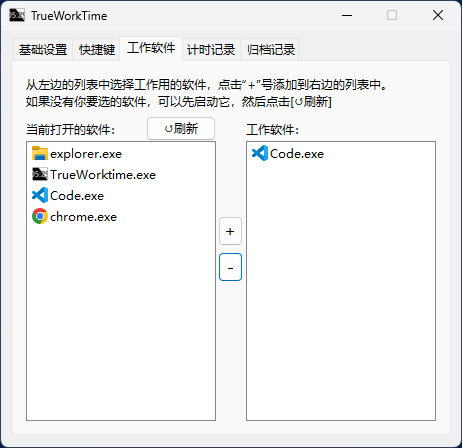 TrueWorkTime
基础设置 快捷键 工作软件 计时记录 归档记录
从左边的列表中选择工作用的软件，点击“+”号添加到右边的列表中。
如果没有你要选的软件，可以先启动它，然后点击[↺刷新]
当前打开的软件： ↺刷新 工作软件：
explorer.exe
TrueWorktime.exe
Code.exe
chrome.exe
+
-
Code.exe